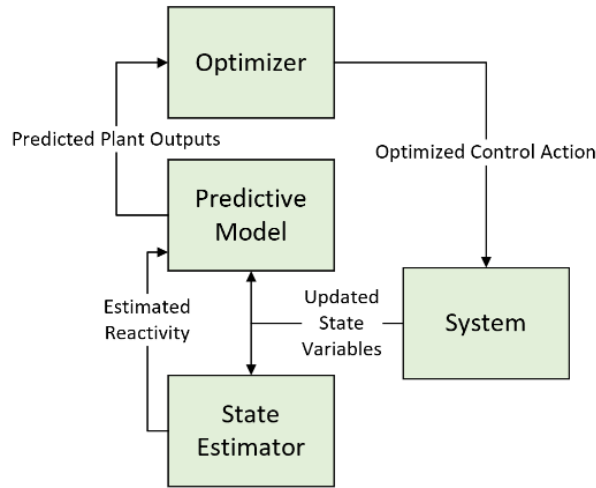 Optimizer
Predicted Plant Outputs
Optimized Control Action
Predictive
Model
Estimated
Reactivity
Updated
State
Variables
System
State
Estimator